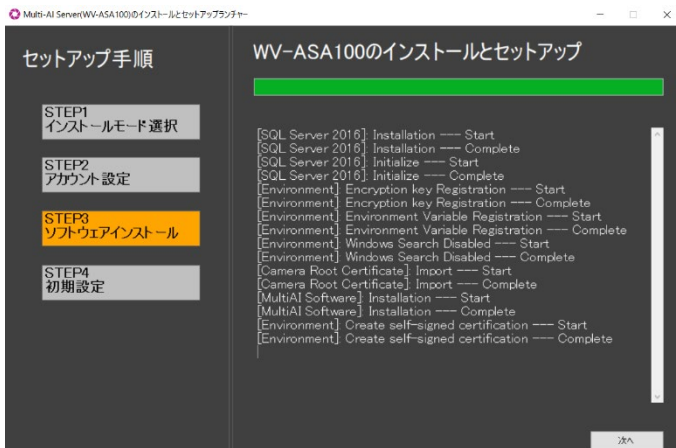 Multi-AI Server(WV-ASA100)のインストールとセットアップランチャー
セットアップ手順
STEP1
インストールモード選択
STEP2
アカウント設定
STEP3
ソフトウェアインストール
STEP4
初期設定
WV-ASA100のインストールとセットアップ
[SQL Server 2016]: Installation --- Start
[SQL Server 2016]: Installation --- Complete
[SQL Server 2016]: Initialize --- Start
[SQL Server 2016]: Initialize --- Complete
[Environment]: Encryption key Registration --- Start
[Environment]: Encryption key Registration --- Complete
[Environment]: Environment Variable Registration --- Start
[Environment]: Environment Variable Registration --- Complete
[Environment]: Windows Search Disabled --- Start
[Environment]: Windows Search Disabled --- Complete
[Camera Root Certificate]: Import --- Start
[Camera Root Certificate]: Import --- Complete
[MultiAI Software]: Installation --- Start
[MultiAI Software]: Installation --- Complete
[Environment]: Create self-signed certification --- Start
[Environment]: Create self-signed certification --- Complete
次へ